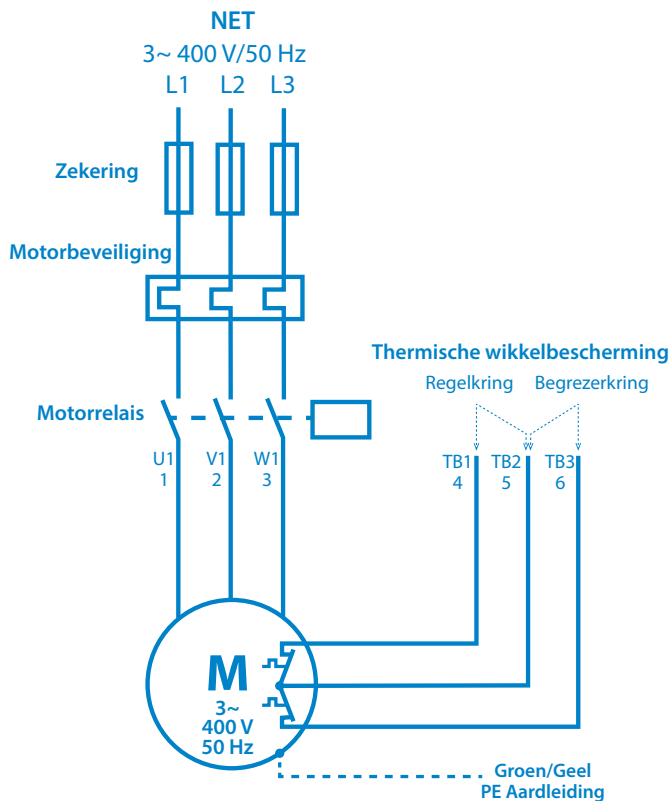 NET
3~ 400 V/50 Hz
L1 L2 L3
Zekering
Motorbeveiliging
Thermische wikkelbescherming
Regelkring Begrezerkring
Motorrelais
U1 V1 W1
1 2 3
TB1 TB2 TB3
4 5 6
M
3~
400 V
50 Hz
Groen/Geel
PE Aardleiding